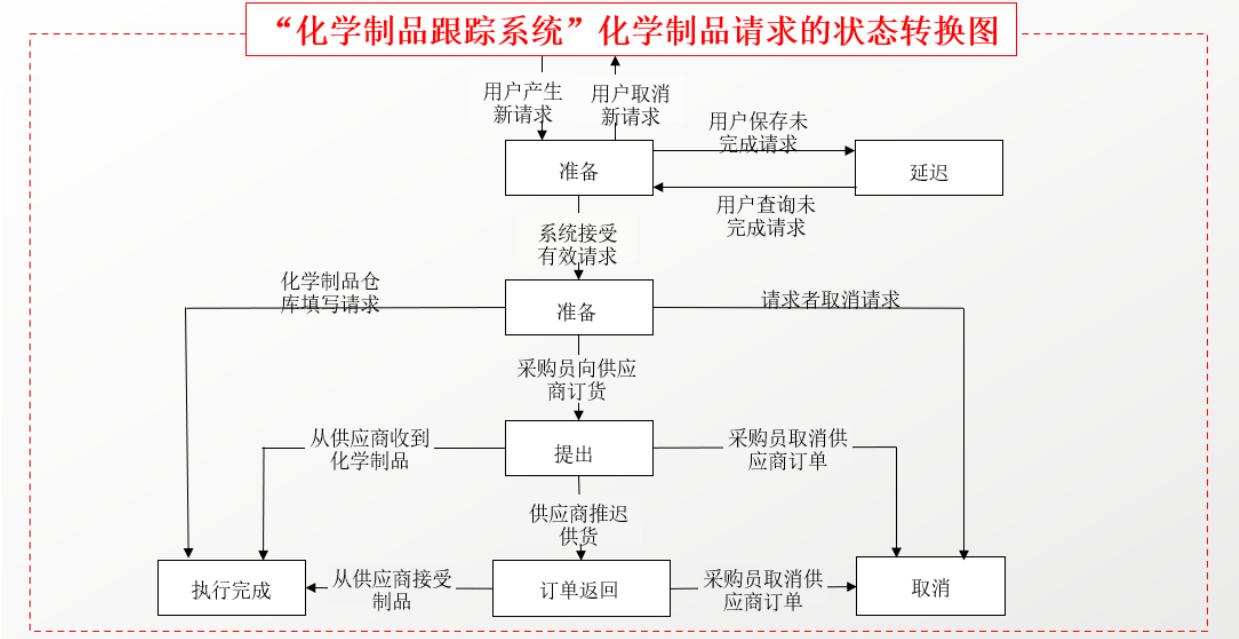 “化学制品跟踪系统”化学制品请求的状态转换图
用户产生
新请求
用户取消
新请求
用户保存未
完成请求
准备
延迟
用户查询未
完成请求
系统接受
有效请求
化学制品仓
库填写请求
准备
请求者取消请求
采购员向供应
商订货
从供应商收到
化学制品
提出
采购员取消供
应商订单
供应商推迟
供货
执行完成
从供应商接受
制品
订单返回
采购员取消供
应商订单
取消